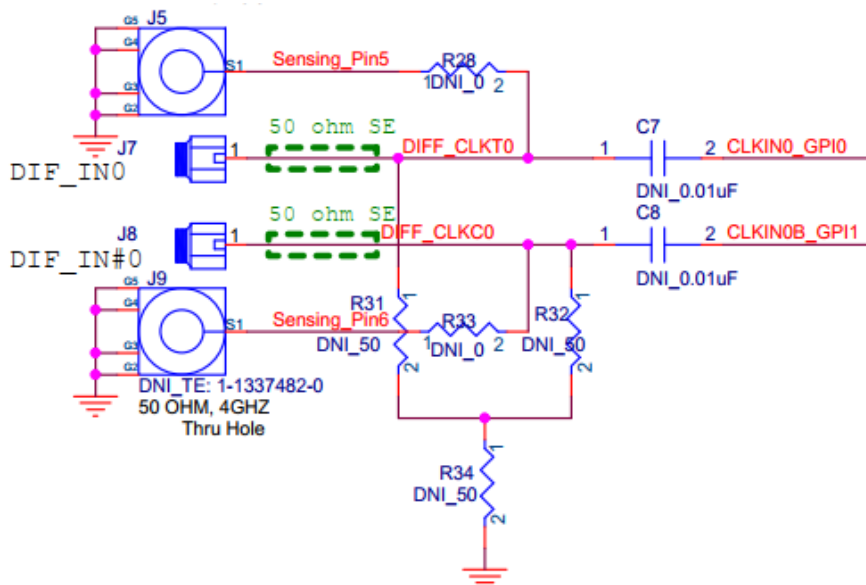 G5
J5
G4
Sensing_Pin5
R28
S1
1
2
DNI_0
G3
G2
50 ohm SE
C7
J7
1
DIFF_CLKT0
1
2
CLKIN0_GPI0
DIF_IN0
DNI_0.01uF
50 ohm SE
C8
J8
1
DIFF_CLKC0
1
2
CLKIN0B_GPI1
DIF_IN#0
DNI_0.01uF
J9
G5
G4
R31
1
Sensing_Pin6
R33
R32
1
S1
DNI_50
1
2
DNI_0
DNI_50
G3
G2
2
2
DNI_TE: 1-1337482-0
50 OHM, 4GHZ
Thru Hole
1
R34
DNI_50
2